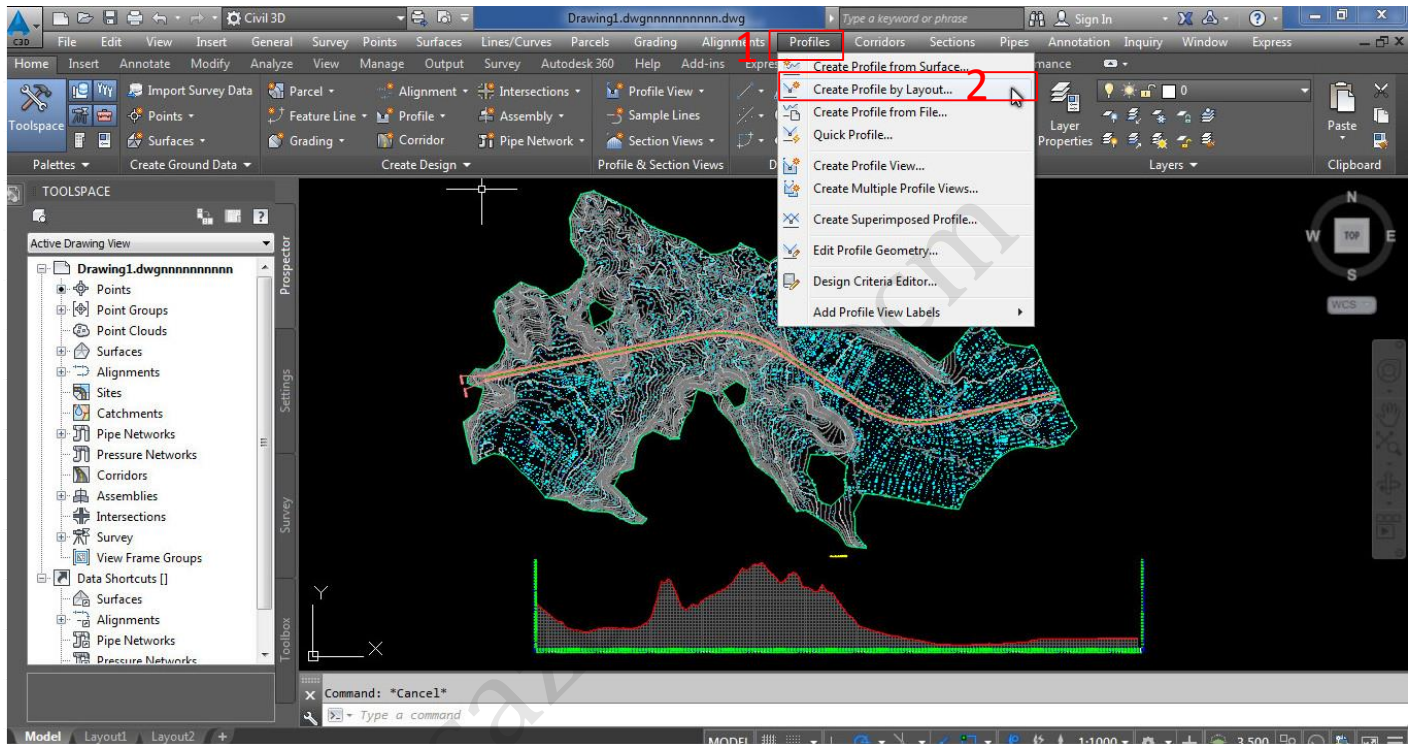 Civil 3D
Drawing1.dwgnnnnnnnnnn.dwg
Type a keyword or phrase
Sign In
C3D
File Edit View Insert General Survey Points Surfaces Lines/Curves Parcels Grading Alignments Profiles Corridors Sections Pipes Annotation Inquiry Window Express
1
Home Insert Annotate Modify Analyze View Manage Output Survey Autodesk 360 Help Add-ins
Toolspace
Import Survey Data
Points
Surfaces
Parcel
Feature Line
Grading
Alignment
Profile
Corridor
Intersections
Assembly
Pipe Network
Profile View
Sample Lines
Section Views
Create Profile from Surface...
Create Profile by Layout...
2
Create Profile from File...
Quick Profile...
Create Profile View...
Create Multiple Profile Views...
Create Superimposed Profile...
Edit Profile Geometry...
Design Criteria Editor...
Add Profile View Labels
Layer
Properties
0
Paste
Palettes
Create Ground Data
Create Design
Profile & Section Views
Layers
Clipboard
TOOLSPACE
Active Drawing View
Drawing1.dwgnnnnnnnnnn
Points
Point Groups
Point Clouds
Surfaces
Alignments
Sites
Catchments
Pipe Networks
Pressure Networks
Corridors
Assemblies
Intersections
Survey
View Frame Groups
Data Shortcuts []
Surfaces
Alignments
Pipe Networks
Pressure Networks
Prospector
Settings
Survey
Toolbox
N
W
TOP
E
S
WCS
Y
X
Command: *Cancel*
Type a command
Model Layout1 Layout2 +
MODEL
1:1000
3.500